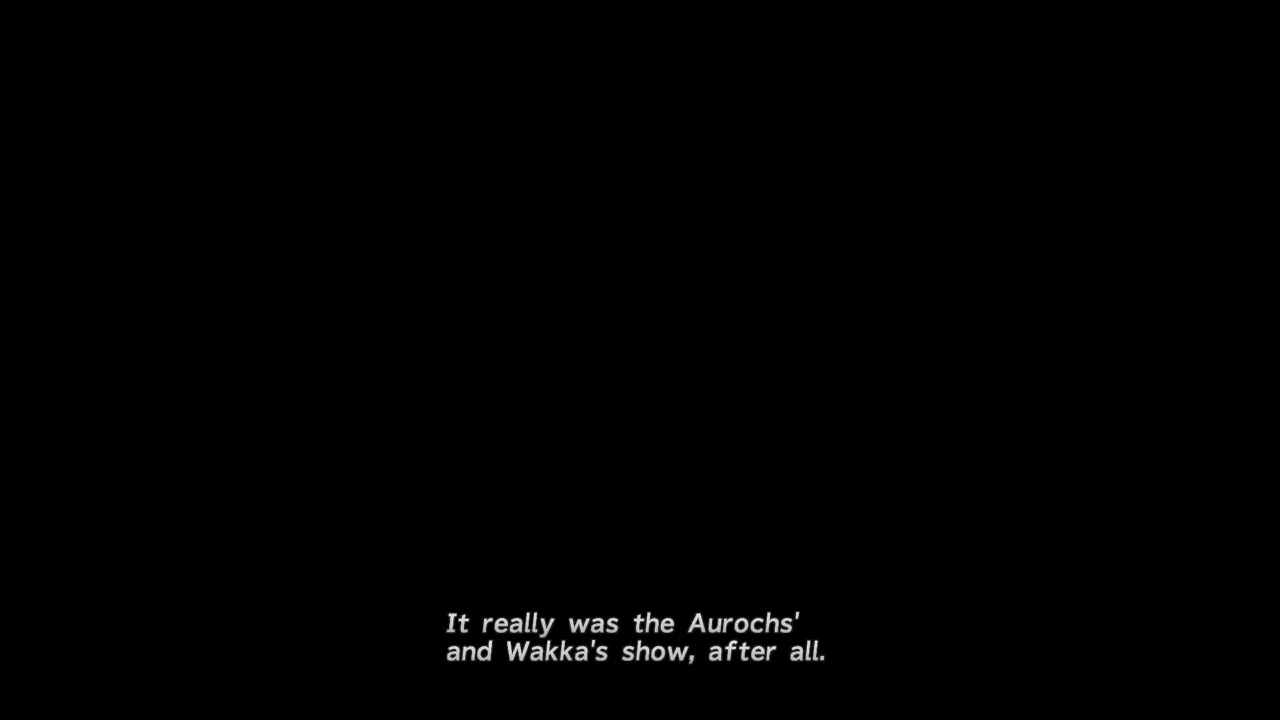 It really was the Aurochs'
and Wakka's show, after all.